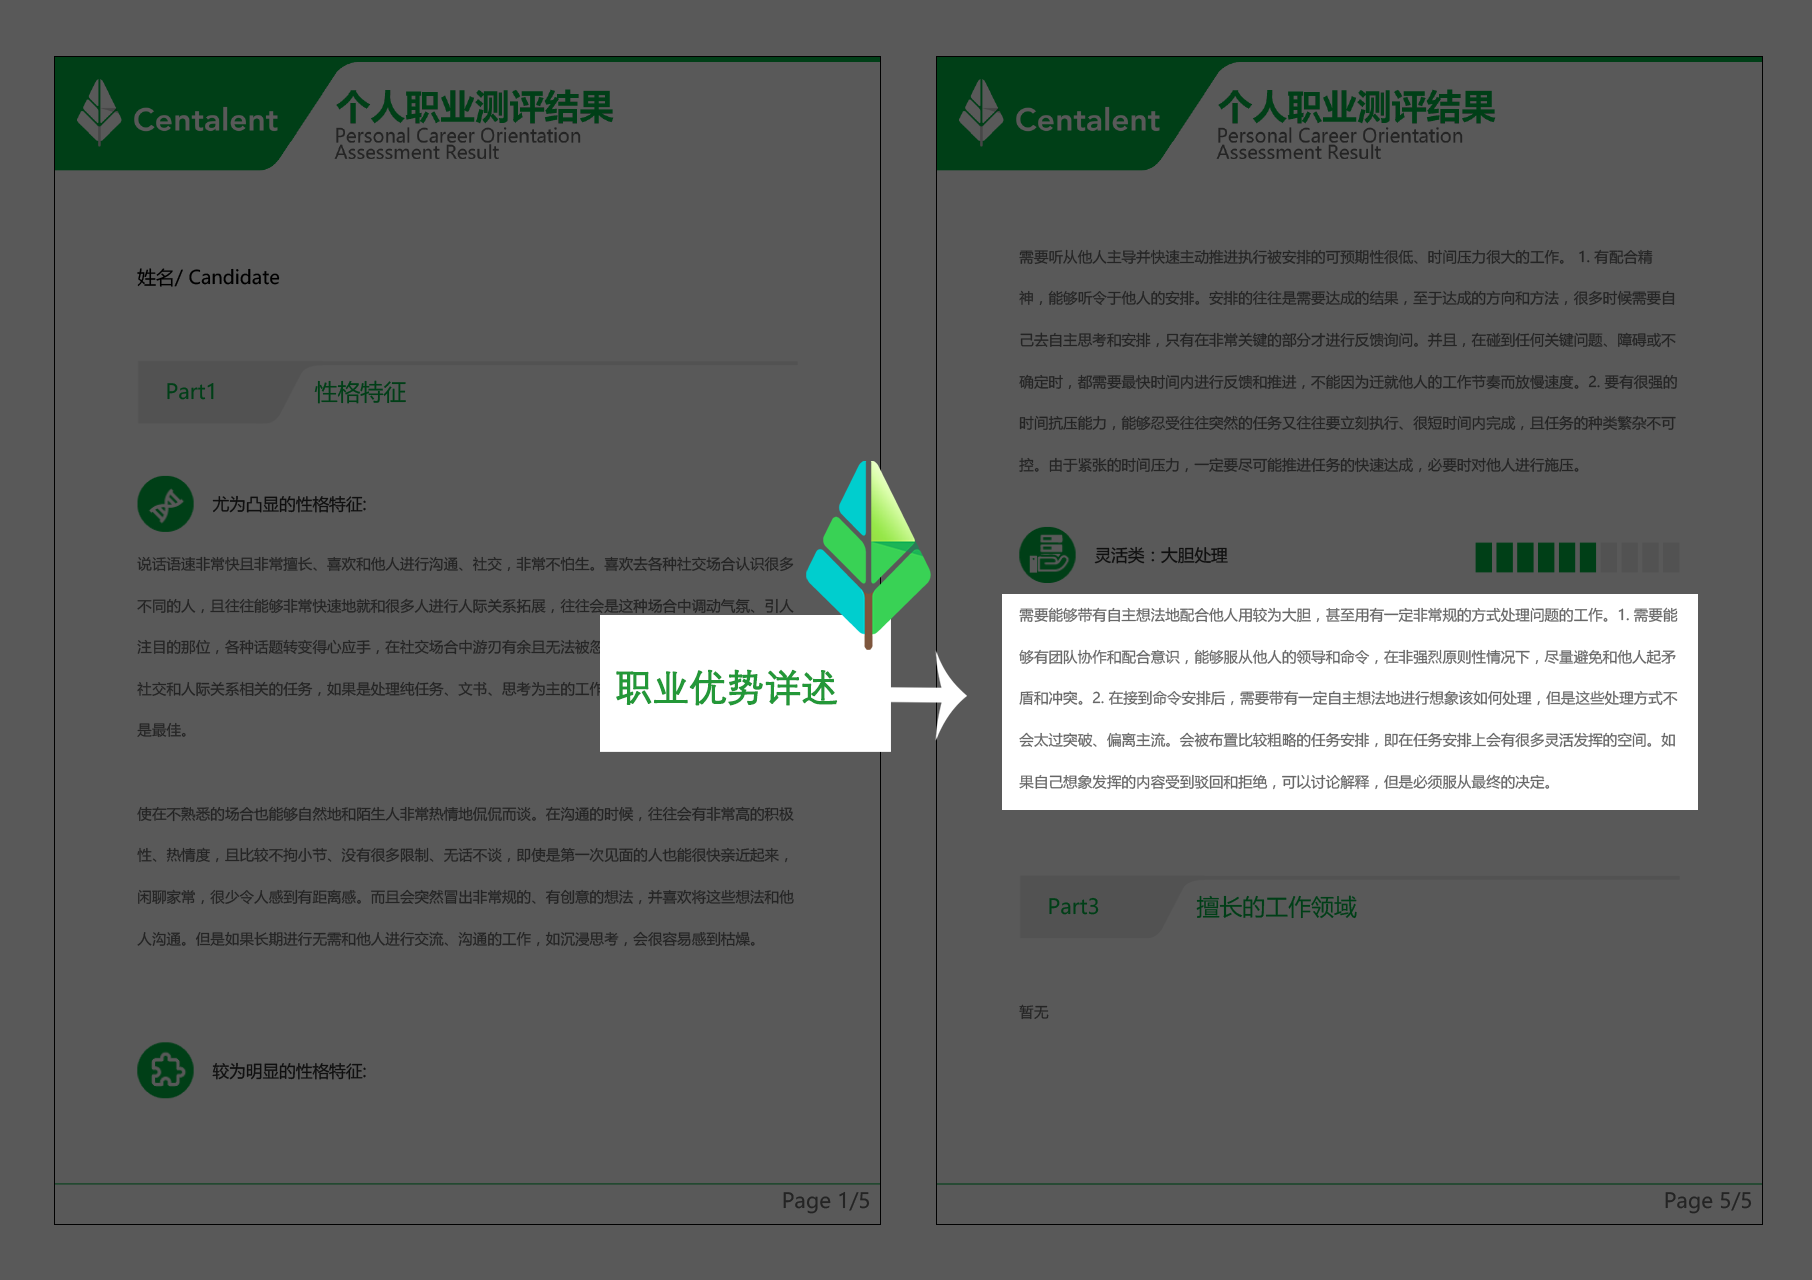 Centalent
个人职业测评结果
Personal Career Orientation
Assessment Result
姓名/ Candidate
Part1
性格特征
尤为凸显的性格特征:
说话语速非常快且非常擅长、喜欢和他人进行沟通、社交，非常不怕生。喜欢去各种社交场合认识很多
不同的人，且往往能够非常快速地就和很多人进行人际关系拓展，往往会是这种场合中调动气氛、引人
注目的那位，各种话题转变得心应手，在社交场合中游刃有余且无法被忽
社交和人际关系相关的任务，如果是处理纯任务、文书、思考为主的工作
是最佳。
使在不熟悉的场合也能够自然地和陌生人非常热情地侃侃而谈。在沟通的时候，往往会有非常高的积极
性、热情度，且比较不拘小节、没有很多限制、无话不谈，即使是第一次见面的人也能很快亲近起来，
闲聊家常，很少令人感到有距离感。而且会突然冒出非常规的、有创意的想法，并喜欢将这些想法和他
人沟通。但是如果长期进行无需和他人进行交流、沟通的工作，如沉浸思考，会很容易感到枯燥。
较为明显的性格特征:
Page 1/5
职业优势详述
Centalent
个人职业测评结果
Personal Career Orientation
Assessment Result
需要听从他人主导并快速主动推进执行被安排的可预期性很低、时间压力很大的工作。 1. 有配合精
神，能够听令于他人的安排。安排的往往是需要达成的结果，至于达成的方向和方法，很多时候需要自
己去自主思考和安排，只有在非常关键的部分才进行反馈询问。并且，在碰到任何关键问题、障碍或不
确定时，都需要最快时间内进行反馈和推进，不能因为迁就他人的工作节奏而放慢速度。2. 要有很强的
时间抗压能力，能够忍受往往突然的任务又往往要立刻执行、很短时间内完成，且任务的种类繁杂不可
控。由于紧张的时间压力，一定要尽可能推进任务的快速达成，必要时对他人进行施压。
灵活类：大胆处理
需要能够带有自主想法地配合他人用较为大胆，甚至用有一定非常规的方式处理问题的工作。1. 需要能
够有团队协作和配合意识，能够服从他人的领导和命令，在非强烈原则性情况下，尽量避免和他人起矛
盾和冲突。2. 在接到命令安排后，需要带有一定自主想法地进行想象该如何处理，但是这些处理方式不
会太过突破、偏离主流。会被布置比较粗略的任务安排，即在任务安排上会有很多灵活发挥的空间。如
果自己想象发挥的内容受到驳回和拒绝，可以讨论解释，但是必须服从最终的决定。
Part3
擅长的工作领域
暂无
Page 5/5